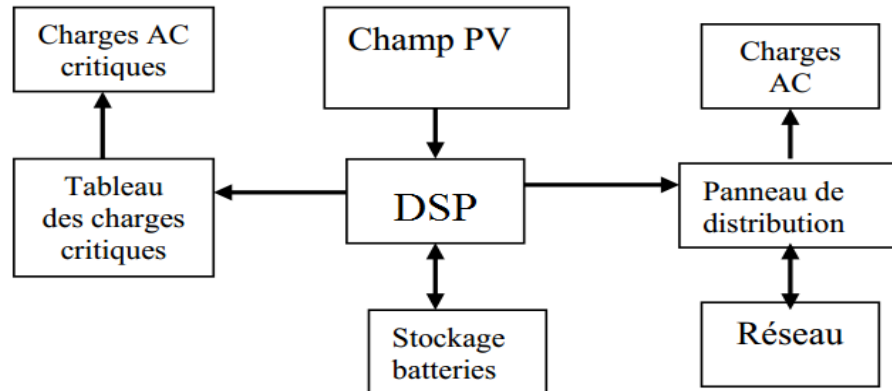 Charges AC
critiques
Champ PV
Charges
AC
Tableau
des charges
critiques
DSP
Panneau de
distribution
Stockage
batteries
Réseau